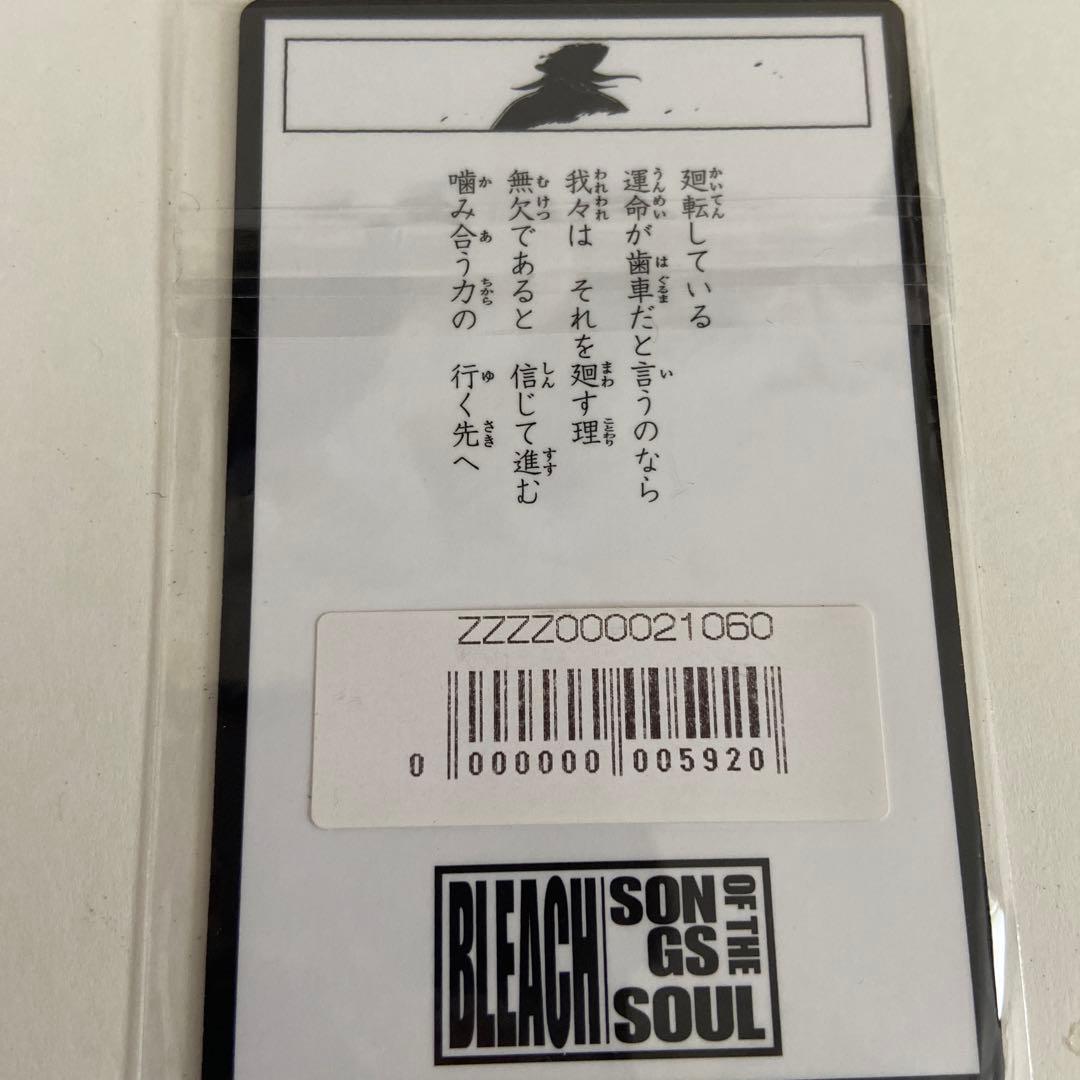 廻転している
運命が歯車だと言うのなら
我々は　それを廻す理
無欠であると　信じて進む
噛み合う力の　行く先へ
ZZZZ000021060
0 000000 005920
BLEACH
SONGS
OF THE
SOUL